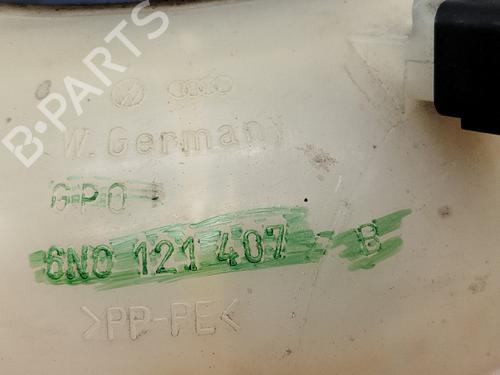 B-PARTS
W. Germany
GPO
6N0 121 407 B
>PP-PE<